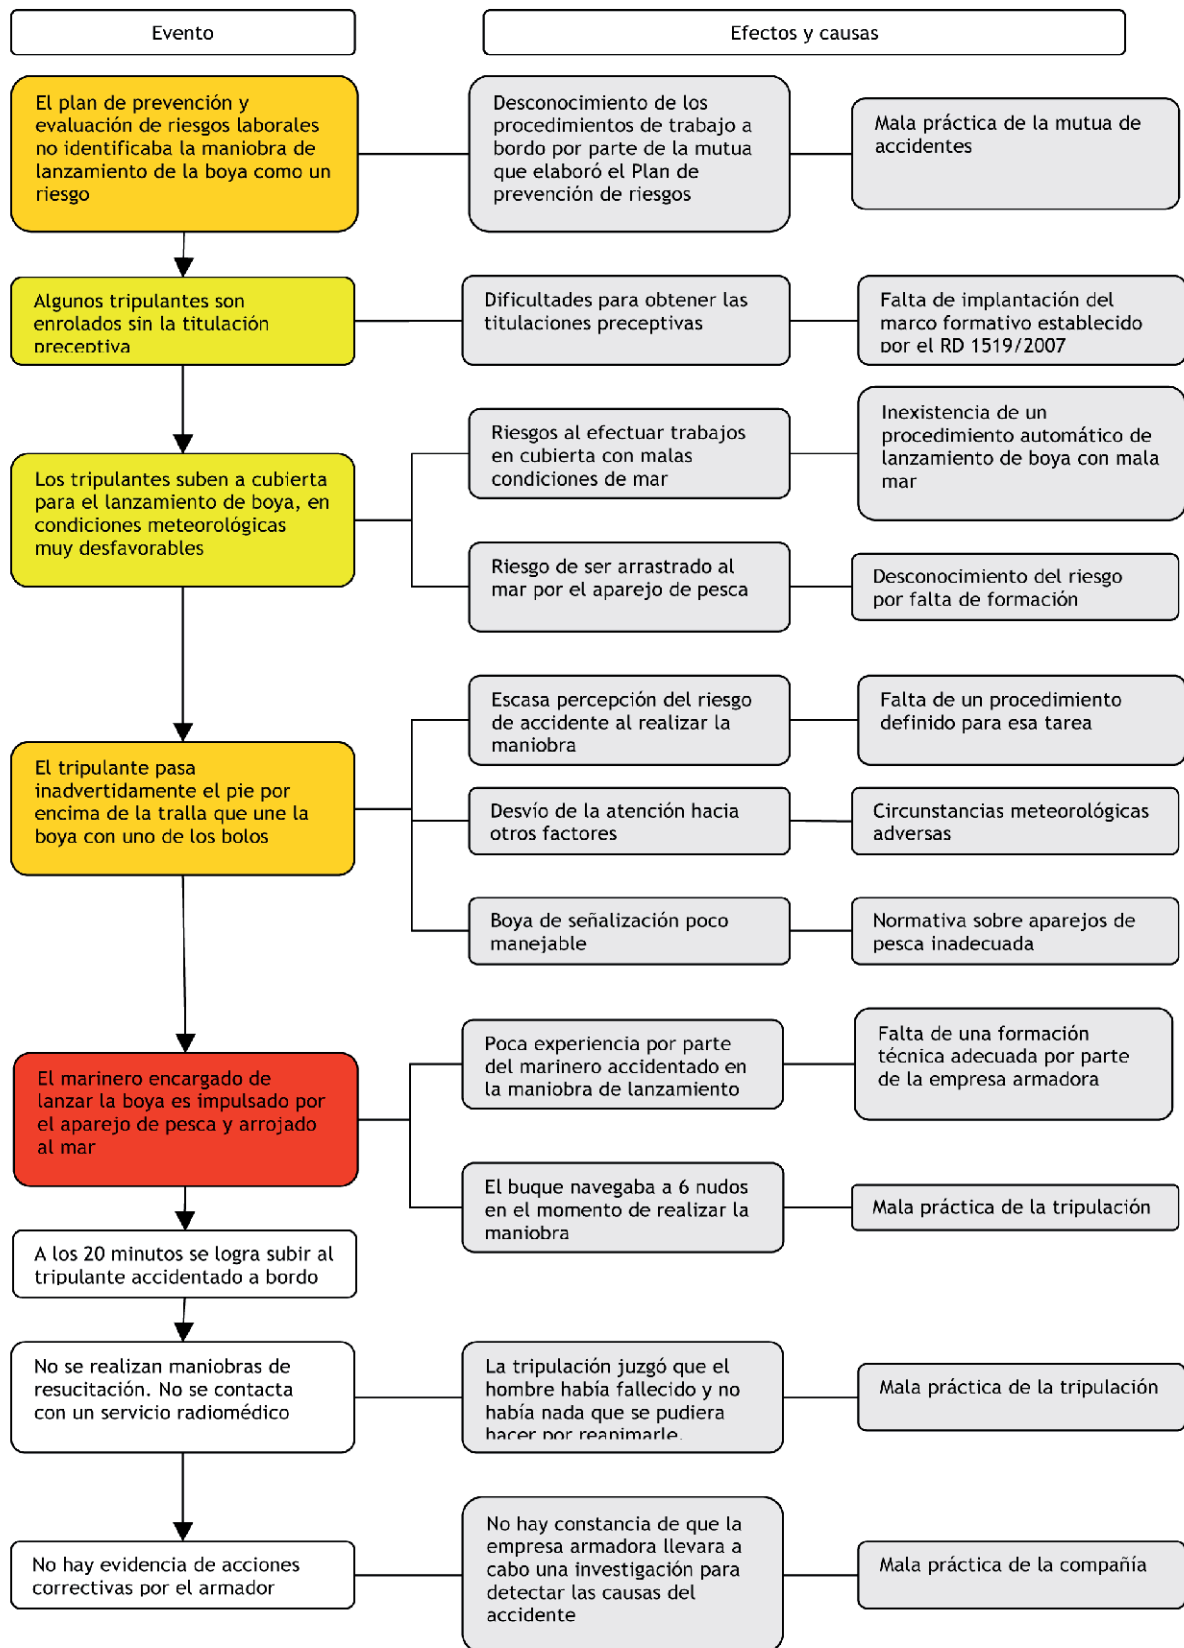 Evento
Efectos y causas
El plan de prevención y
evaluación de riesgos laborales
no identificaba la maniobra de
lanzamiento de la boya como un
riesgo
Desconocimiento de los
procedimientos de trabajo a
bordo por parte de la mutua
que elaboró el Plan de
prevención de riesgos
Mala práctica de la mutua de
accidentes
Algunos tripulantes son
enrolados sin la titulación
preceptiva
Dificultades para obtener las
titulaciones preceptivas
Falta de implantación del
marco formativo establecido
por el RD 1519/2007
Los tripulantes suben a cubierta
para el lanzamiento de boya, en
condiciones meteorológicas
muy desfavorables
Riesgos al efectuar trabajos
en cubierta con malas
condiciones de mar
Inexistencia de un
procedimiento automático de
lanzamiento de boya con mala
mar
Riesgo de ser arrastrado al
mar por el aparejo de pesca
Desconocimiento del riesgo
por falta de formación
El tripulante pasa
inadvertidamente el pie por
encima de la tralla que une la
boya con uno de los bolos
Escasa percepción del riesgo
de accidente al realizar la
maniobra
Falta de un procedimiento
definido para esa tarea
Desvío de la atención hacia
otros factores
Circunstancias meteorológicas
adversas
Boya de señalización poco
manejable
Normativa sobre aparejos de
pesca inadecuada
El marinero encargado de
lanzar la boya es impulsado por
el aparejo de pesca y arrojado
al mar
Poca experiencia por parte
del marinero accidentado en
la maniobra de lanzamiento
Falta de una formación
técnica adecuada por parte
de la empresa armadora
El buque navegaba a 6 nudos
en el momento de realizar la
maniobra
Mala práctica de la tripulación
A los 20 minutos se logra subir al
tripulante accidentado a bordo
No se realizan maniobras de
resucitación. No se contacta
con un servicio radiomédico
La tripulación juzgó que el
hombre había fallecido y no
había nada que se pudiera
hacer por reanimarle.
Mala práctica de la tripulación
No hay evidencia de acciones
correctivas por el armador
No hay constancia de que la
empresa armadora llevara a
cabo una investigación para
detectar las causas del
accidente
Mala práctica de la compañía